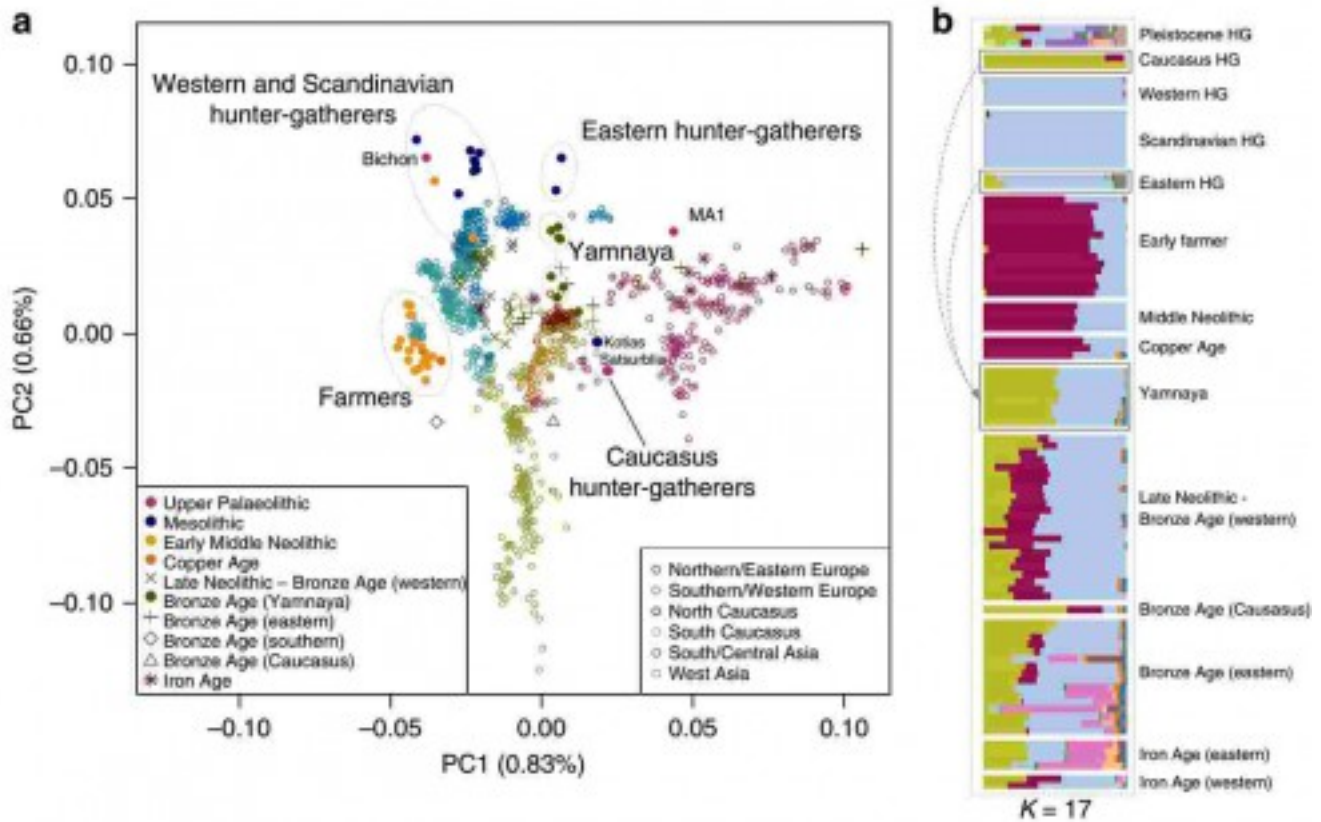 a
b
0.10
0.05
0.00
−0.05
−0.10
PC2 (0.66%)
Western and Scandinavian
hunter-gatherers
Bichon
Eastern hunter-gatherers
MA1
Yamnaya
Kotias
Satsurblia
Farmers
Caucasus
hunter-gatherers
Upper Palaeolithic
Mesolithic
Early Middle Neolithic
Copper Age
Late Neolithic – Bronze Age (western)
Bronze Age (Yamnaya)
Bronze Age (eastern)
Bronze Age (southern)
Bronze Age (Caucasus)
Iron Age
Northern/Eastern Europe
Southern/Western Europe
North Caucasus
South Caucasus
South/Central Asia
West Asia
−0.10
−0.05
0.00
0.05
0.10
PC1 (0.83%)
Pleistocene HG
Caucasus HG
Western HG
Scandinavian HG
Eastern HG
Early farmer
Middle Neolithic
Copper Age
Yamnaya
Late Neolithic -
Bronze Age (western)
Bronze Age (Causasus)
Bronze Age (eastern)
Iron Age (eastern)
Iron Age (western)
K = 17